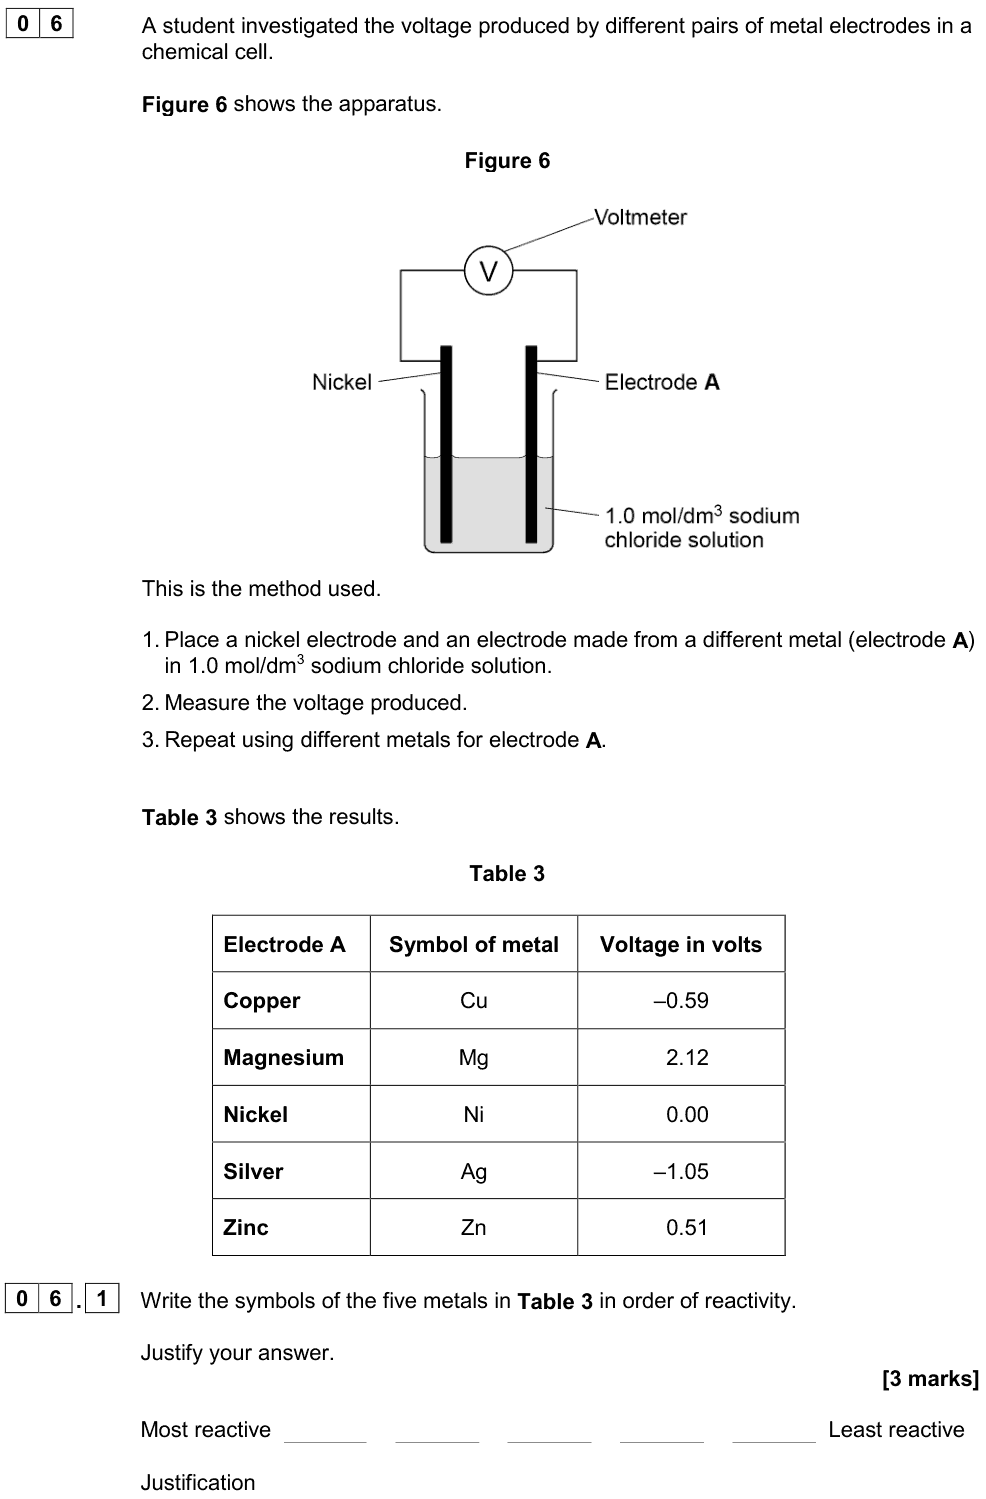 0 6
A student investigated the voltage produced by different pairs of metal electrodes in a
chemical cell.
Figure 6 shows the apparatus.
Figure 6
Voltmeter
V
Nickel
Electrode A
1.0 mol/dm³ sodium
chloride solution
This is the method used.
1. Place a nickel electrode and an electrode made from a different metal (electrode A)
in 1.0 mol/dm³ sodium chloride solution.
2. Measure the voltage produced.
3. Repeat using different metals for electrode A.
Table 3 shows the results.
Table 3
Electrode A Symbol of metal Voltage in volts
Copper Cu –0.59
Magnesium Mg 2.12
Nickel Ni 0.00
Silver Ag –1.05
Zinc Zn 0.51
0 6 . 1 Write the symbols of the five metals in Table 3 in order of reactivity.
Justify your answer.
[3 marks]
Most reactive _____ _____ _____ _____ _____ Least reactive
Justification